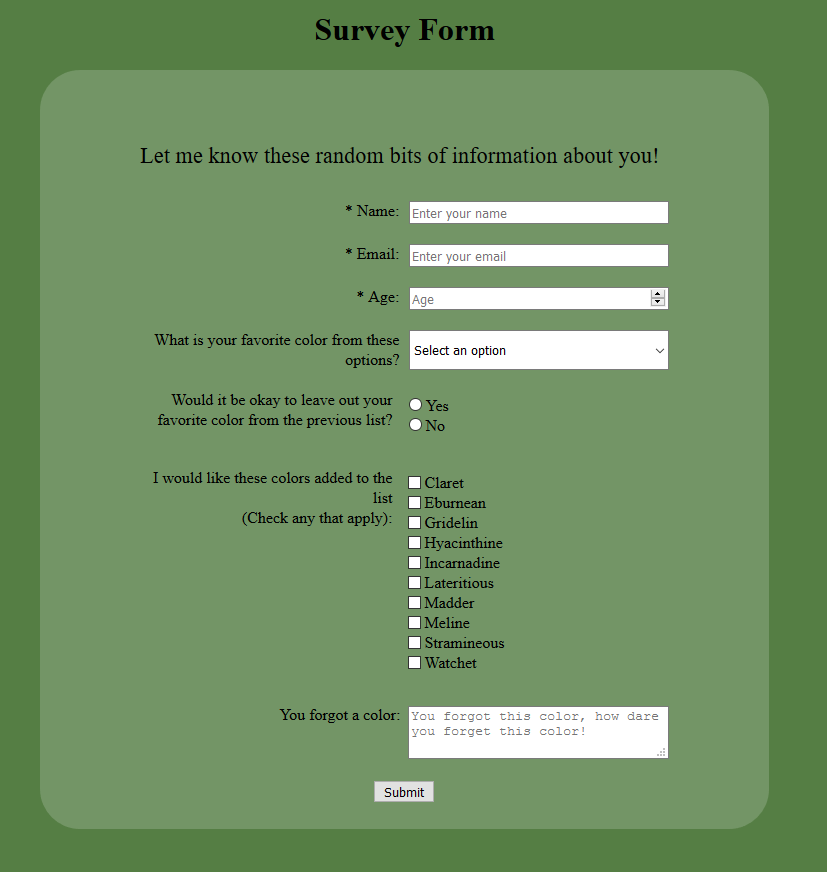 Survey Form
Let me know these random bits of information about you!
* Name:
Enter your name
* Email:
Enter your email
* Age:
Age
What is your favorite color from these
options?
Select an option
Would it be okay to leave out your
favorite color from the previous list?
Yes
No
I would like these colors added to the
list
(Check any that apply):
Claret
Eburnean
Gridelin
Hyacinthine
Incarnadine
Lateritious
Madder
Meline
Stramineous
Watchet
You forgot a color:
You forgot this color, how dare
you forget this color!
Submit